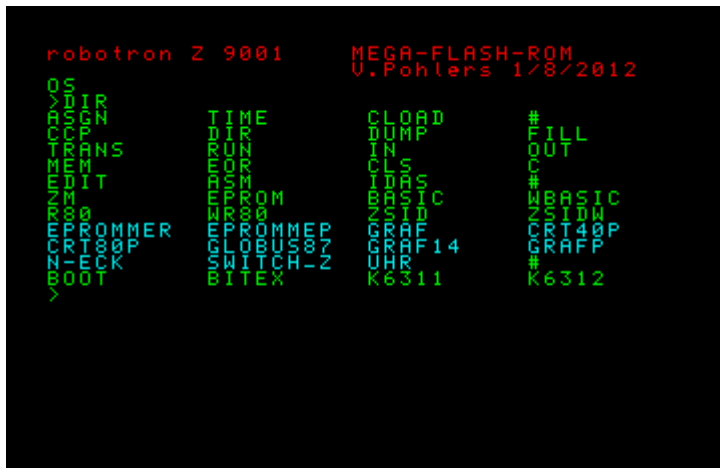 robotron Z 9001 MEGA-FLASH-ROM
V.Pohlers 1/8/2012
OS
>DIR
ASGN TIME CLOAD #
CCP DIR DUMP FILL
TRANS RUN IN OUT
MEM EOR CLS C
EDIT ASM IDAS #
ZM EPROM BASIC WBASIC
R80 WR80 ZSID ZSIDW
EPROMMER EPROMMEP GRAF CRT40P
CRT80P GLOBUS87 GRAF14 GRAFP
N-ECK SWITCH-Z UHR #
BOOT BITEX K6311 K6312
>